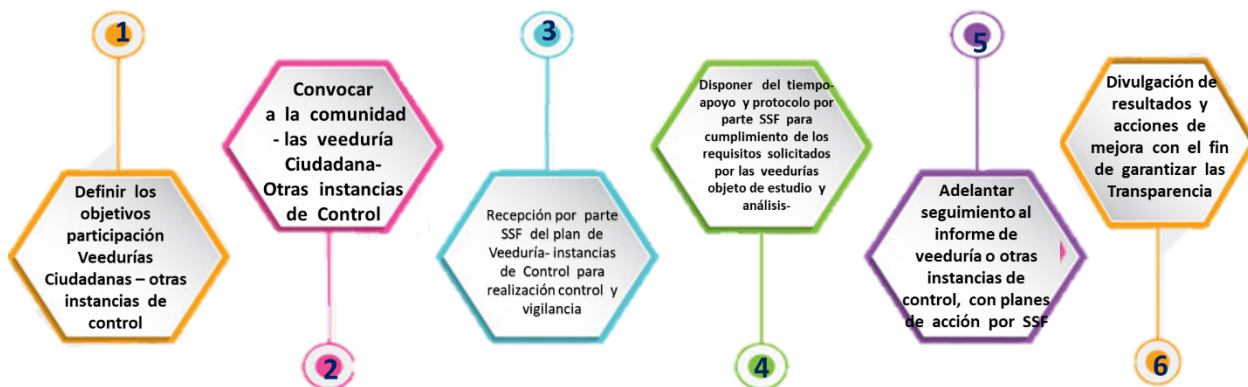 1
Definir los
objetivos
participación
Veedurías
Ciudadanas – otras
instancias de
control
2
Convocar
a la comunidad
- las veeduría
Ciudadana-
Otras instancias
de Control
3
Recepción por parte
SSF del plan de
Veeduría- instancias
de Control para
realización control y
vigilancia
4
Disponer del tiempo-
apoyo y protocolo por
parte SSF para
cumplimiento de los
requisitos solicitados
por las veedurías
objeto de estudio y
análisis-
5
Adelantar
seguimiento al
informe de
veeduría o otras
instancias de
control, con planes
de acción por SSF
6
Divulgación de
resultados y
acciones de
mejora con el fin
de garantizar las
Transparencia